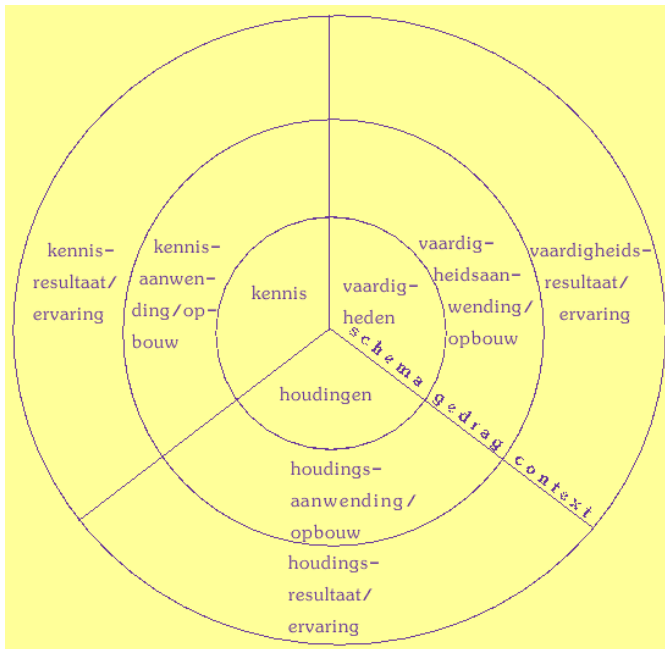 kennis-
resultaat/
ervaring
kennis-
aanwen-
ding/op-
bouw
kennis
vaardig-
heden
vaardig-
heidsaan-
wending/
opbouw
vaardigheids-
resultaat/
ervaring
schema gedrag context
houdingen
houdings-
aanwending/
opbouw
houdings-
resultaat/
ervaring